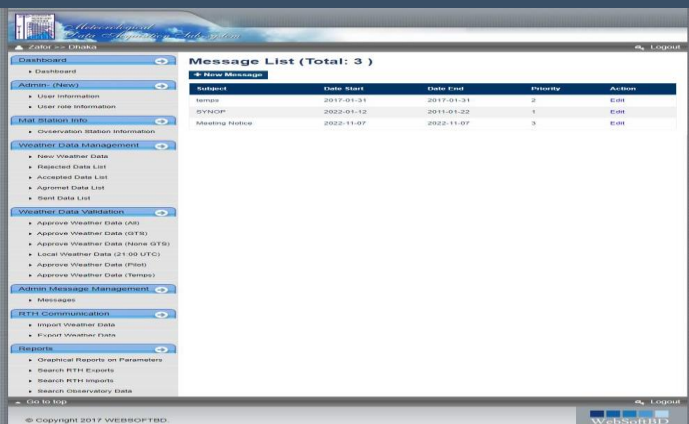 Meteorological
Data Acquisition Sub-system
Zafor >> Dhaka
Logout
Dashboard
Dashboard
Admin- (New)
User Information
User role Information
Mat Station Info
Ovservation Station Information
Weather Data Management
New Weather Data
Rejected Data List
Accepted Data List
Agromet Data List
Sent Data List
Weather Data Validation
Approve Weather Data (All)
Approve Weather Data (GTS)
Approve Weather Data (None GTS)
Local Weather Data (21:00 UTC)
Approve Weather Data (Pilot)
Approve Weather Data (Temps)
Admin Message Management
Messages
RTH Communication
Import Weather Data
Export Weather Data
Reports
Graphical Reports on Parameters
Search RTH Exports
Search RTH Imports
Search Observatory Data
Message List (Total: 3 )
+ New Message
Subject Date Start Date End Priority Action
temps 2017-01-31 2017-01-31 2 Edit
SYNOP 2022-01-12 2011-01-22 1 Edit
Meeting Notice 2022-11-07 2022-11-07 3 Edit
Go to top
Logout
© Copyright 2017 WEBSOFTBD.
WebSoftBD